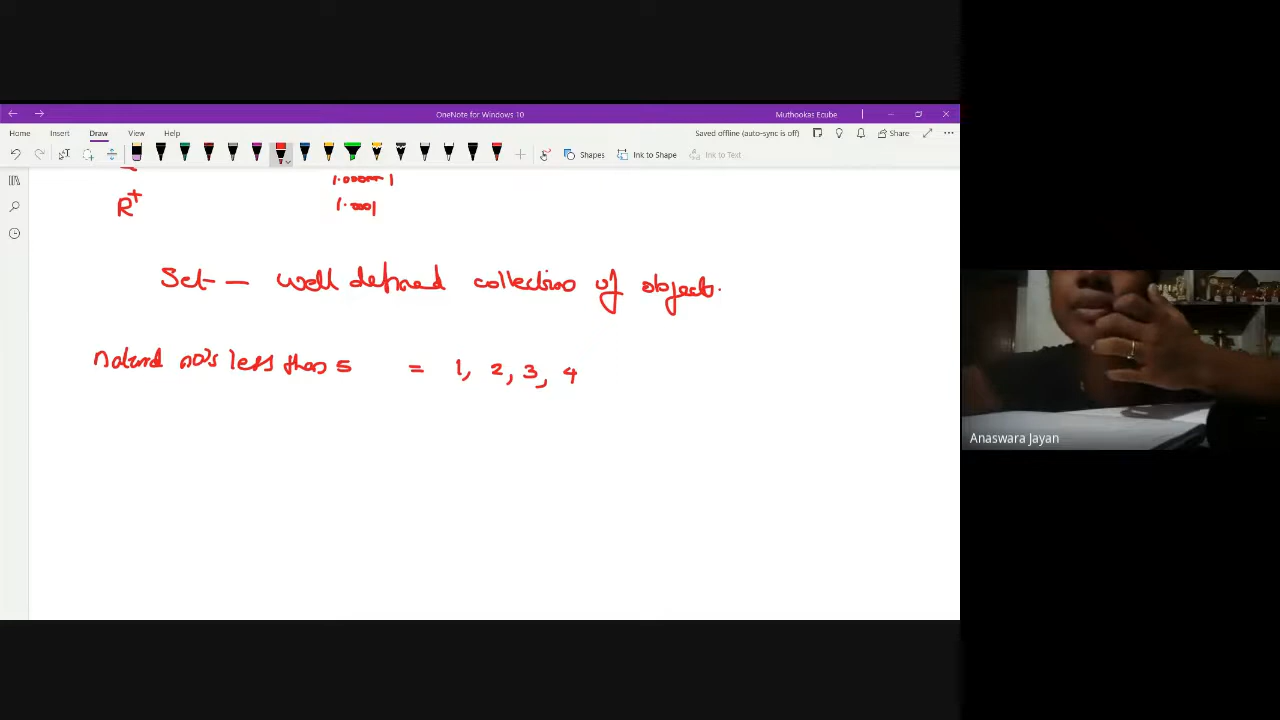 OneNote for Windows 10
Muthookas Ecube
Home Insert Draw View Help
Saved offline (auto-sync is off)
Share
Shapes
Ink to Shape
Ink to Text
R+
1.0001
Set — well defined collection of objects.
Natural no's less than 5 = 1, 2, 3, 4
Anaswara Jayan